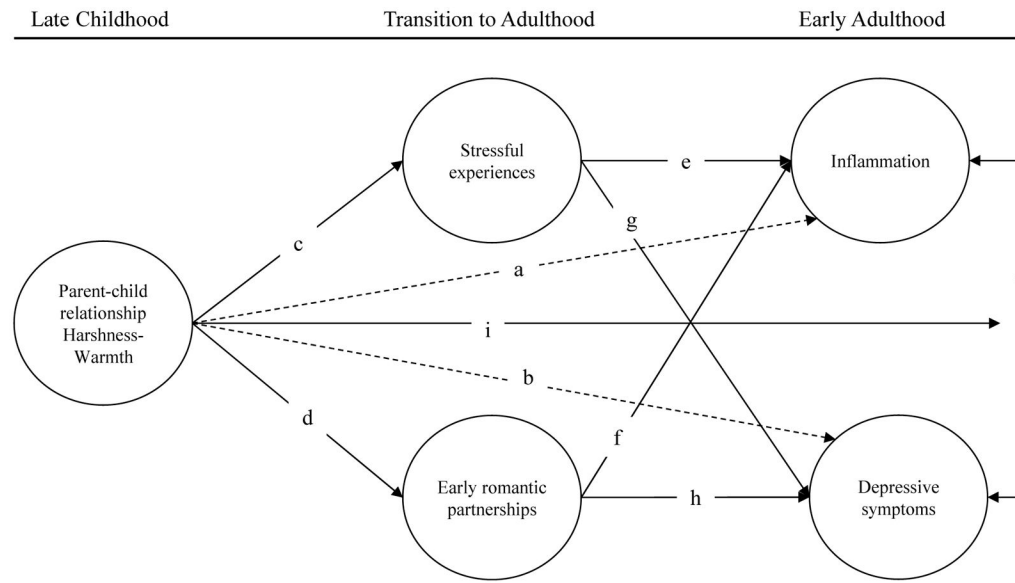 Late Childhood
Transition to Adulthood
Early Adulthood
Stressful
experiences
e
Inflammation
g
c
a
Parent-child
relationship
Harshness-
Warmth
i
b
d
f
Early romantic
partnerships
h
Depressive
symptoms